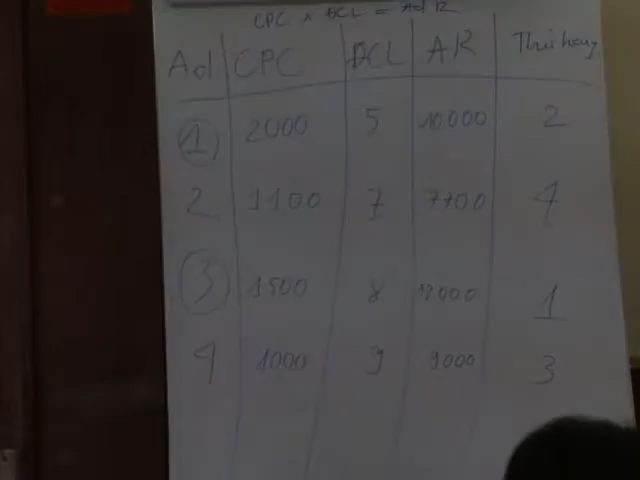 CPC x ĐCL = Ad R
Ad CPC ĐCL AR Thứ hạng
1 2000 5 10.000 2
2 1100 7 7700 4
3 1500 8 12000 1
4 1000 9 9000 3